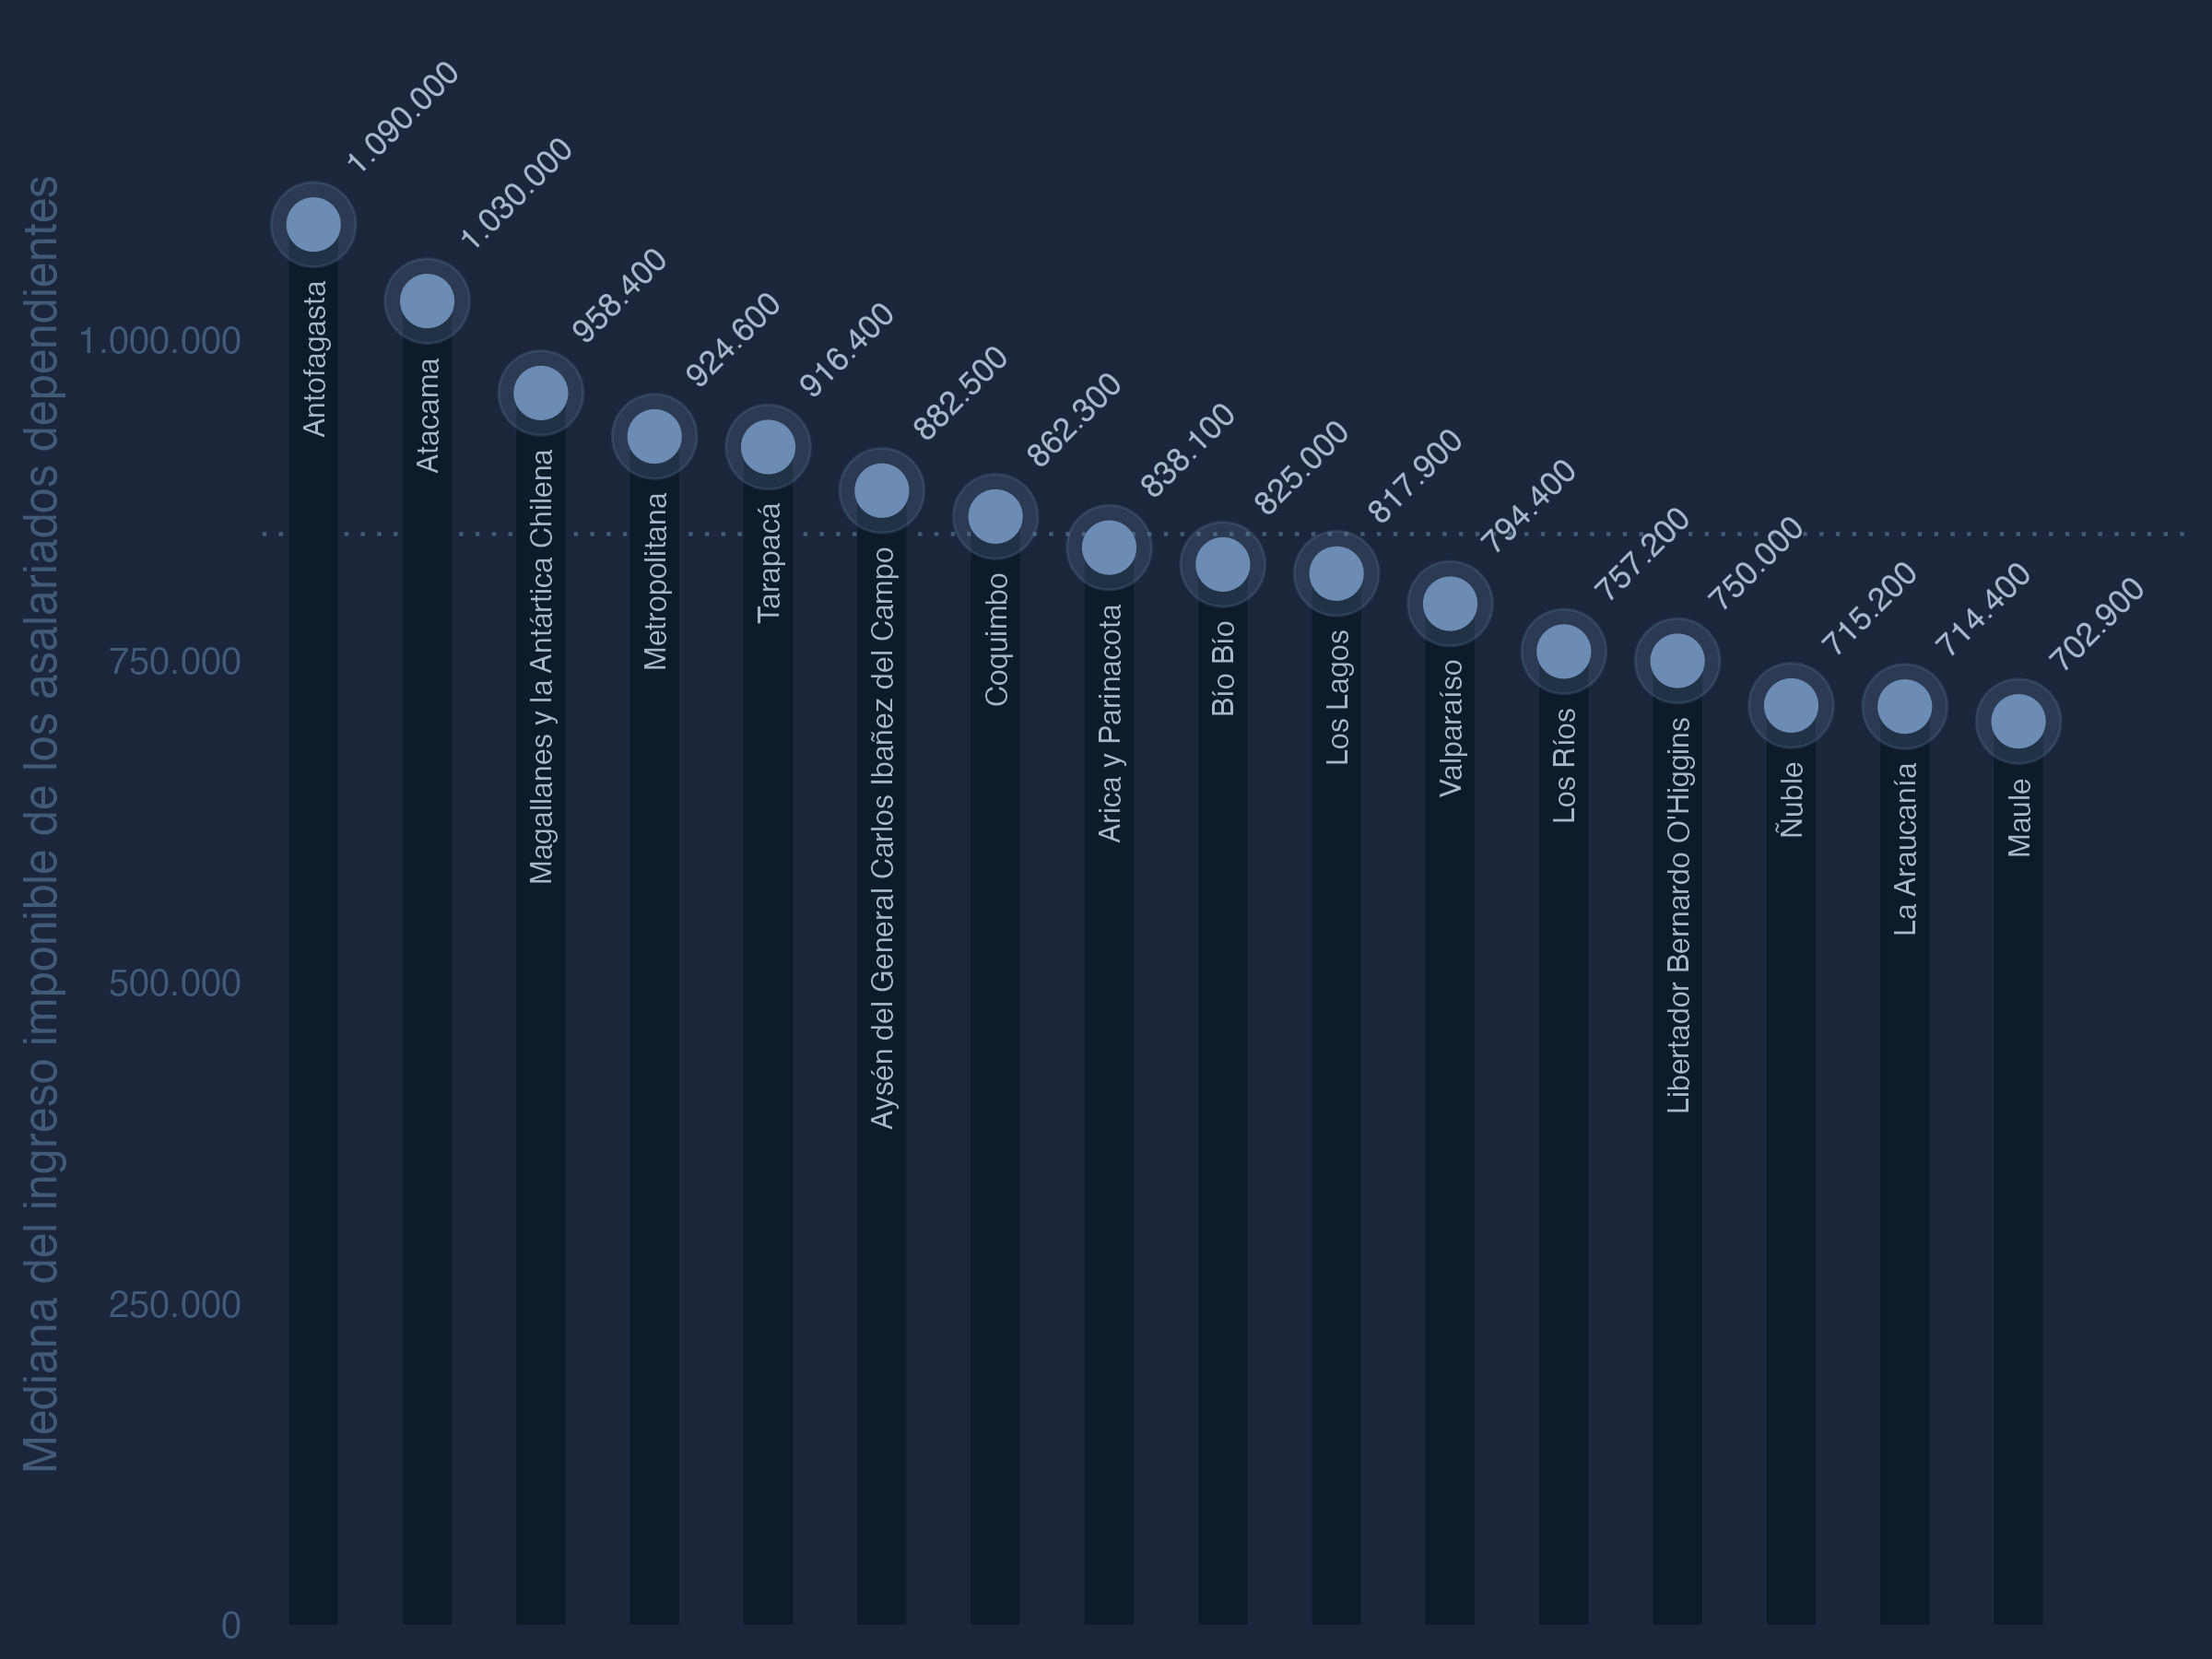 Mediana del ingreso imponible de los asalariados dependientes
1.000.000
750.000
500.000
250.000
0
1.090.000
Antofagasta
1.030.000
Atacama
958.400
Magallanes y la Antártica Chilena
924.600
Metropolitana
916.400
Tarapacá
882.500
Aysén del General Carlos Ibañez del Campo
862.300
Coquimbo
838.100
Arica y Parinacota
825.000
Bío Bío
817.900
Los Lagos
794.400
Valparaíso
757.200
Los Ríos
750.000
Libertador Bernardo O'Higgins
715.200
Ñuble
714.400
La Araucanía
702.900
Maule